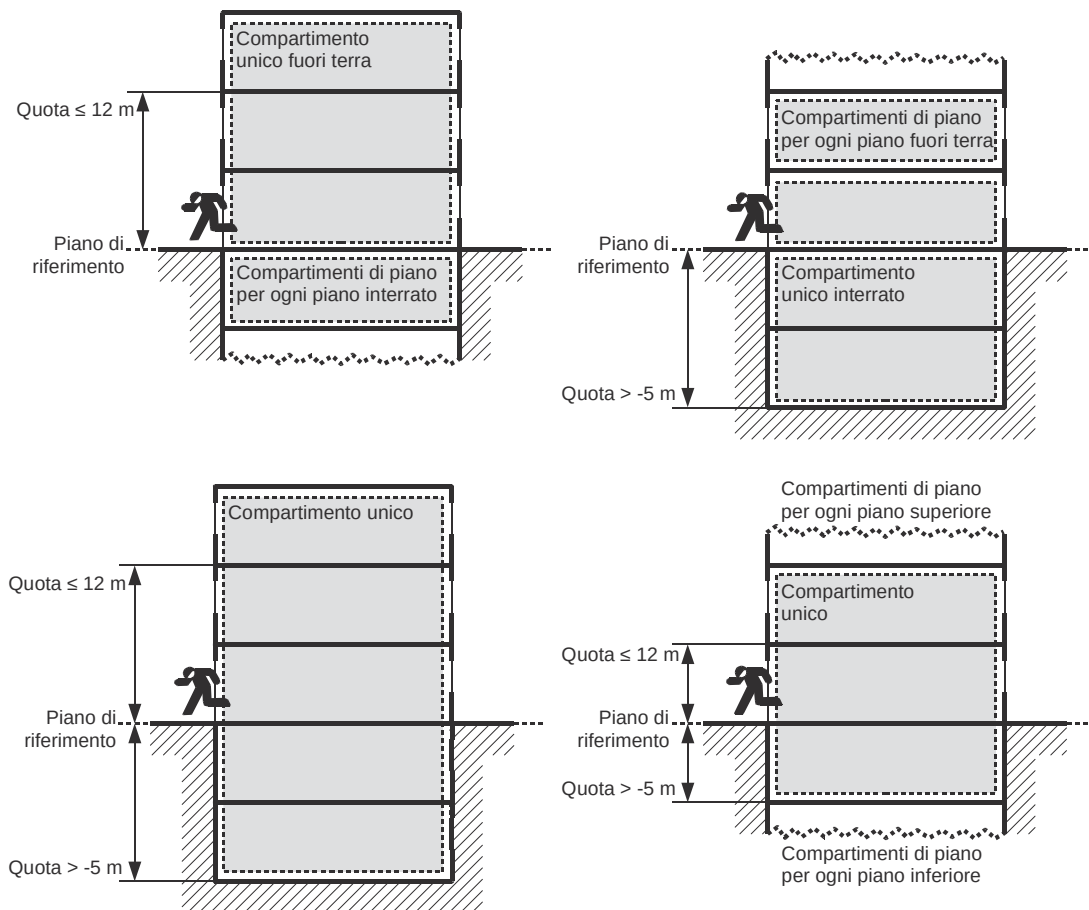 Compartimento
unico fuori terra
Quota ≤ 12 m
Piano di
riferimento
Compartimenti di piano
per ogni piano interrato
Compartimenti di piano
per ogni piano fuori terra
Piano di
riferimento
Compartimento
unico interrato
Quota > -5 m
Compartimento unico
Quota ≤ 12 m
Piano di
riferimento
Quota > -5 m
Compartimenti di piano
per ogni piano superiore
Compartimento
unico
Quota ≤ 12 m
Piano di
riferimento
Quota > -5 m
Compartimenti di piano
per ogni piano inferiore